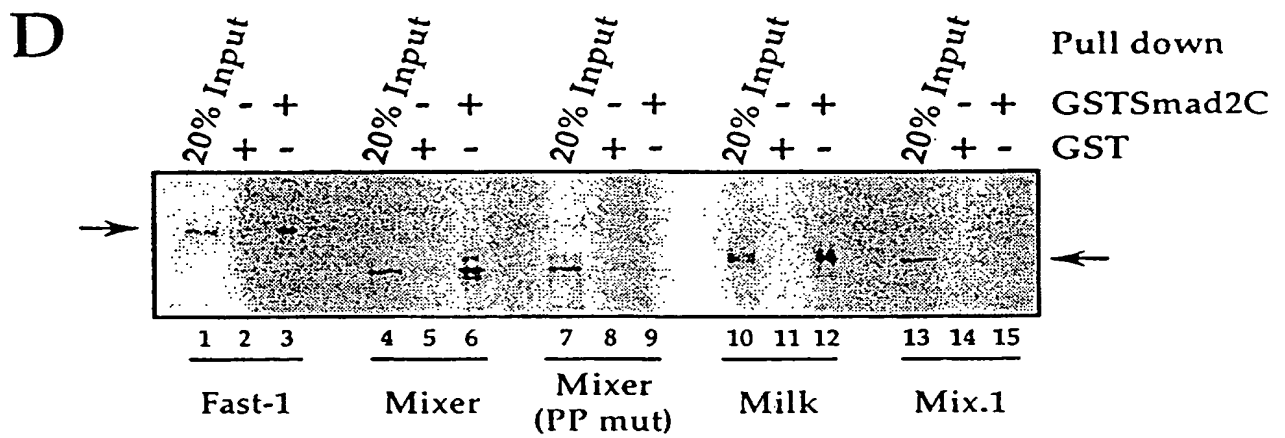 D
20% Input 20% Input 20% Input 20% Input 20% Input Pull down
- + - + - + - + - + GSTSmad2C
+ - + - + - + - + - GST
1 2 3 4 5 6 7 8 9 10 11 12 13 14 15
Fast-1 Mixer Mixer (PP mut) Milk Mix.1